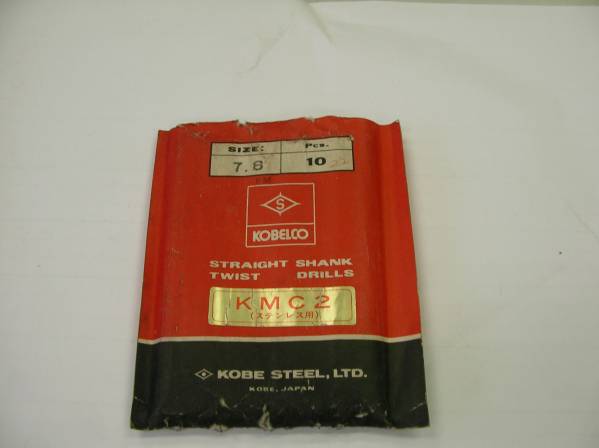 SIZE: Pcs.
7.8 10
S
KOBELCO
STRAIGHT SHANK
TWIST DRILLS
KMC2
(ステンレス用)
KOBE STEEL, LTD.
KOBE, JAPAN